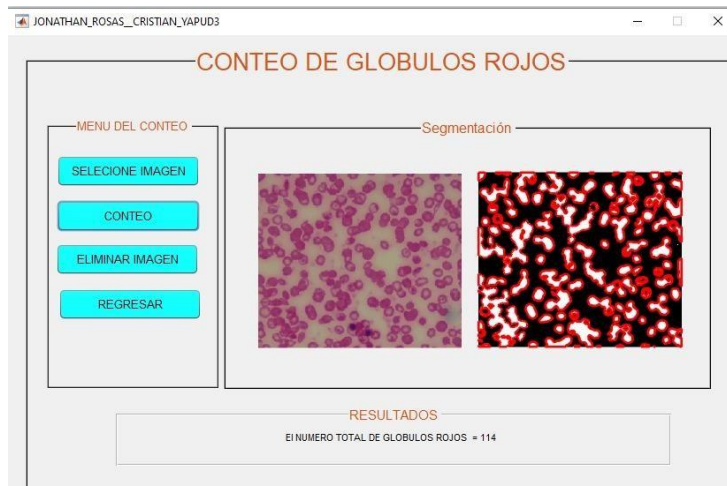 JONATHAN_ROSAS__CRISTIAN_YAPUD3
CONTEO DE GLOBULOS ROJOS
MENU DEL CONTEO
SELECIONE IMAGEN
CONTEO
ELIMINAR IMAGEN
REGRESAR
Segmentación
RESULTADOS
El NUMERO TOTAL DE GLOBULOS ROJOS = 114